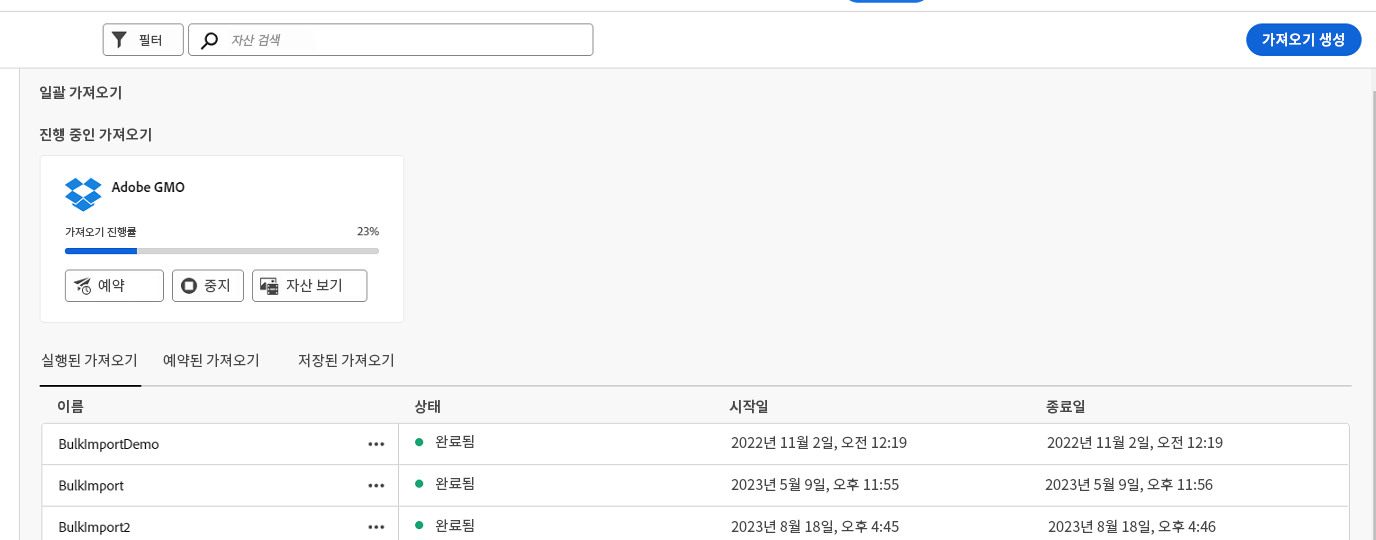 필터
자산 검색
가져오기 생성
일괄 가져오기
진행 중인 가져오기
Adobe GMO
가져오기 진행률 23%
예약 중지 자산 보기
실행된 가져오기 예약된 가져오기 저장된 가져오기
이름 상태 시작일 종료일
BulkImportDemo ••• 완료됨 2022년 11월 2일, 오전 12:19 2022년 11월 2일, 오전 12:19
BulkImport ••• 완료됨 2023년 5월 9일, 오후 11:55 2023년 5월 9일, 오후 11:56
BulkImport2 ••• 완료됨 2023년 8월 18일, 오후 4:45 2023년 8월 18일, 오후 4:46